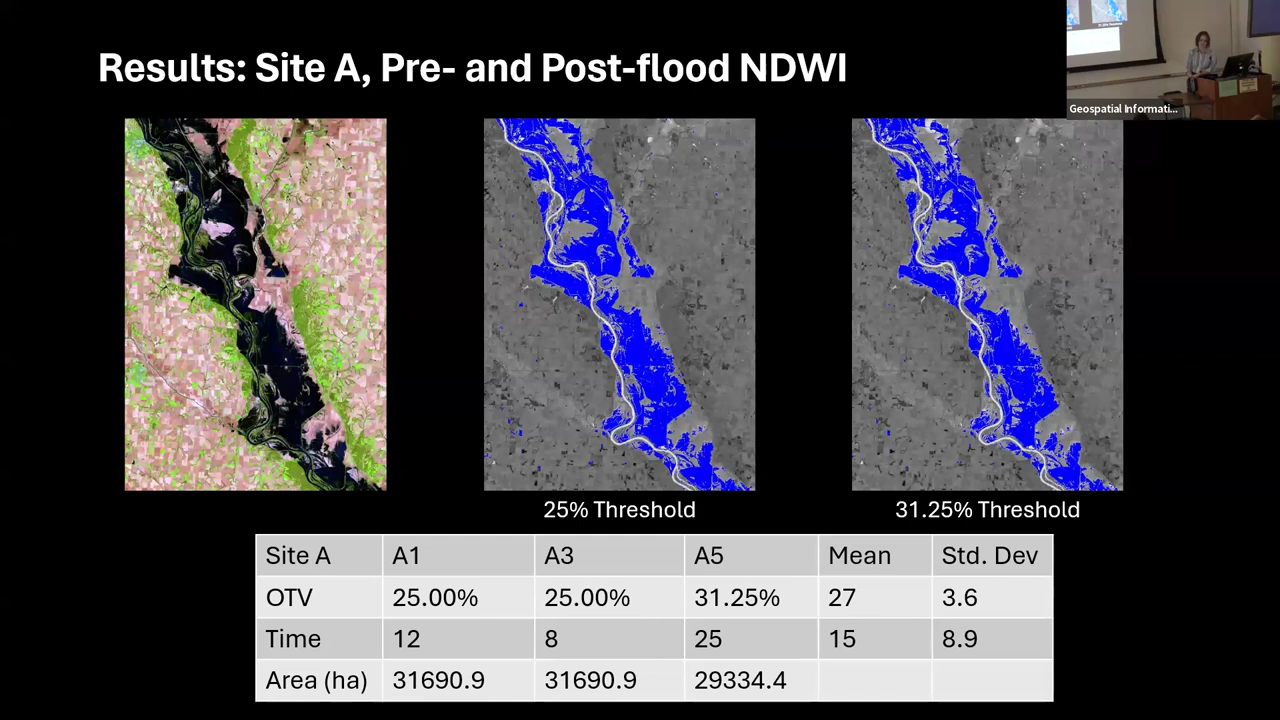 Results: Site A, Pre- and Post-flood NDWI
Geospatial Informati...
25% Threshold
31.25% Threshold
Site A A1 A3 A5 Mean Std. Dev
OTV 25.00% 25.00% 31.25% 27 3.6
Time 12 8 25 15 8.9
Area (ha) 31690.9 31690.9 29334.4